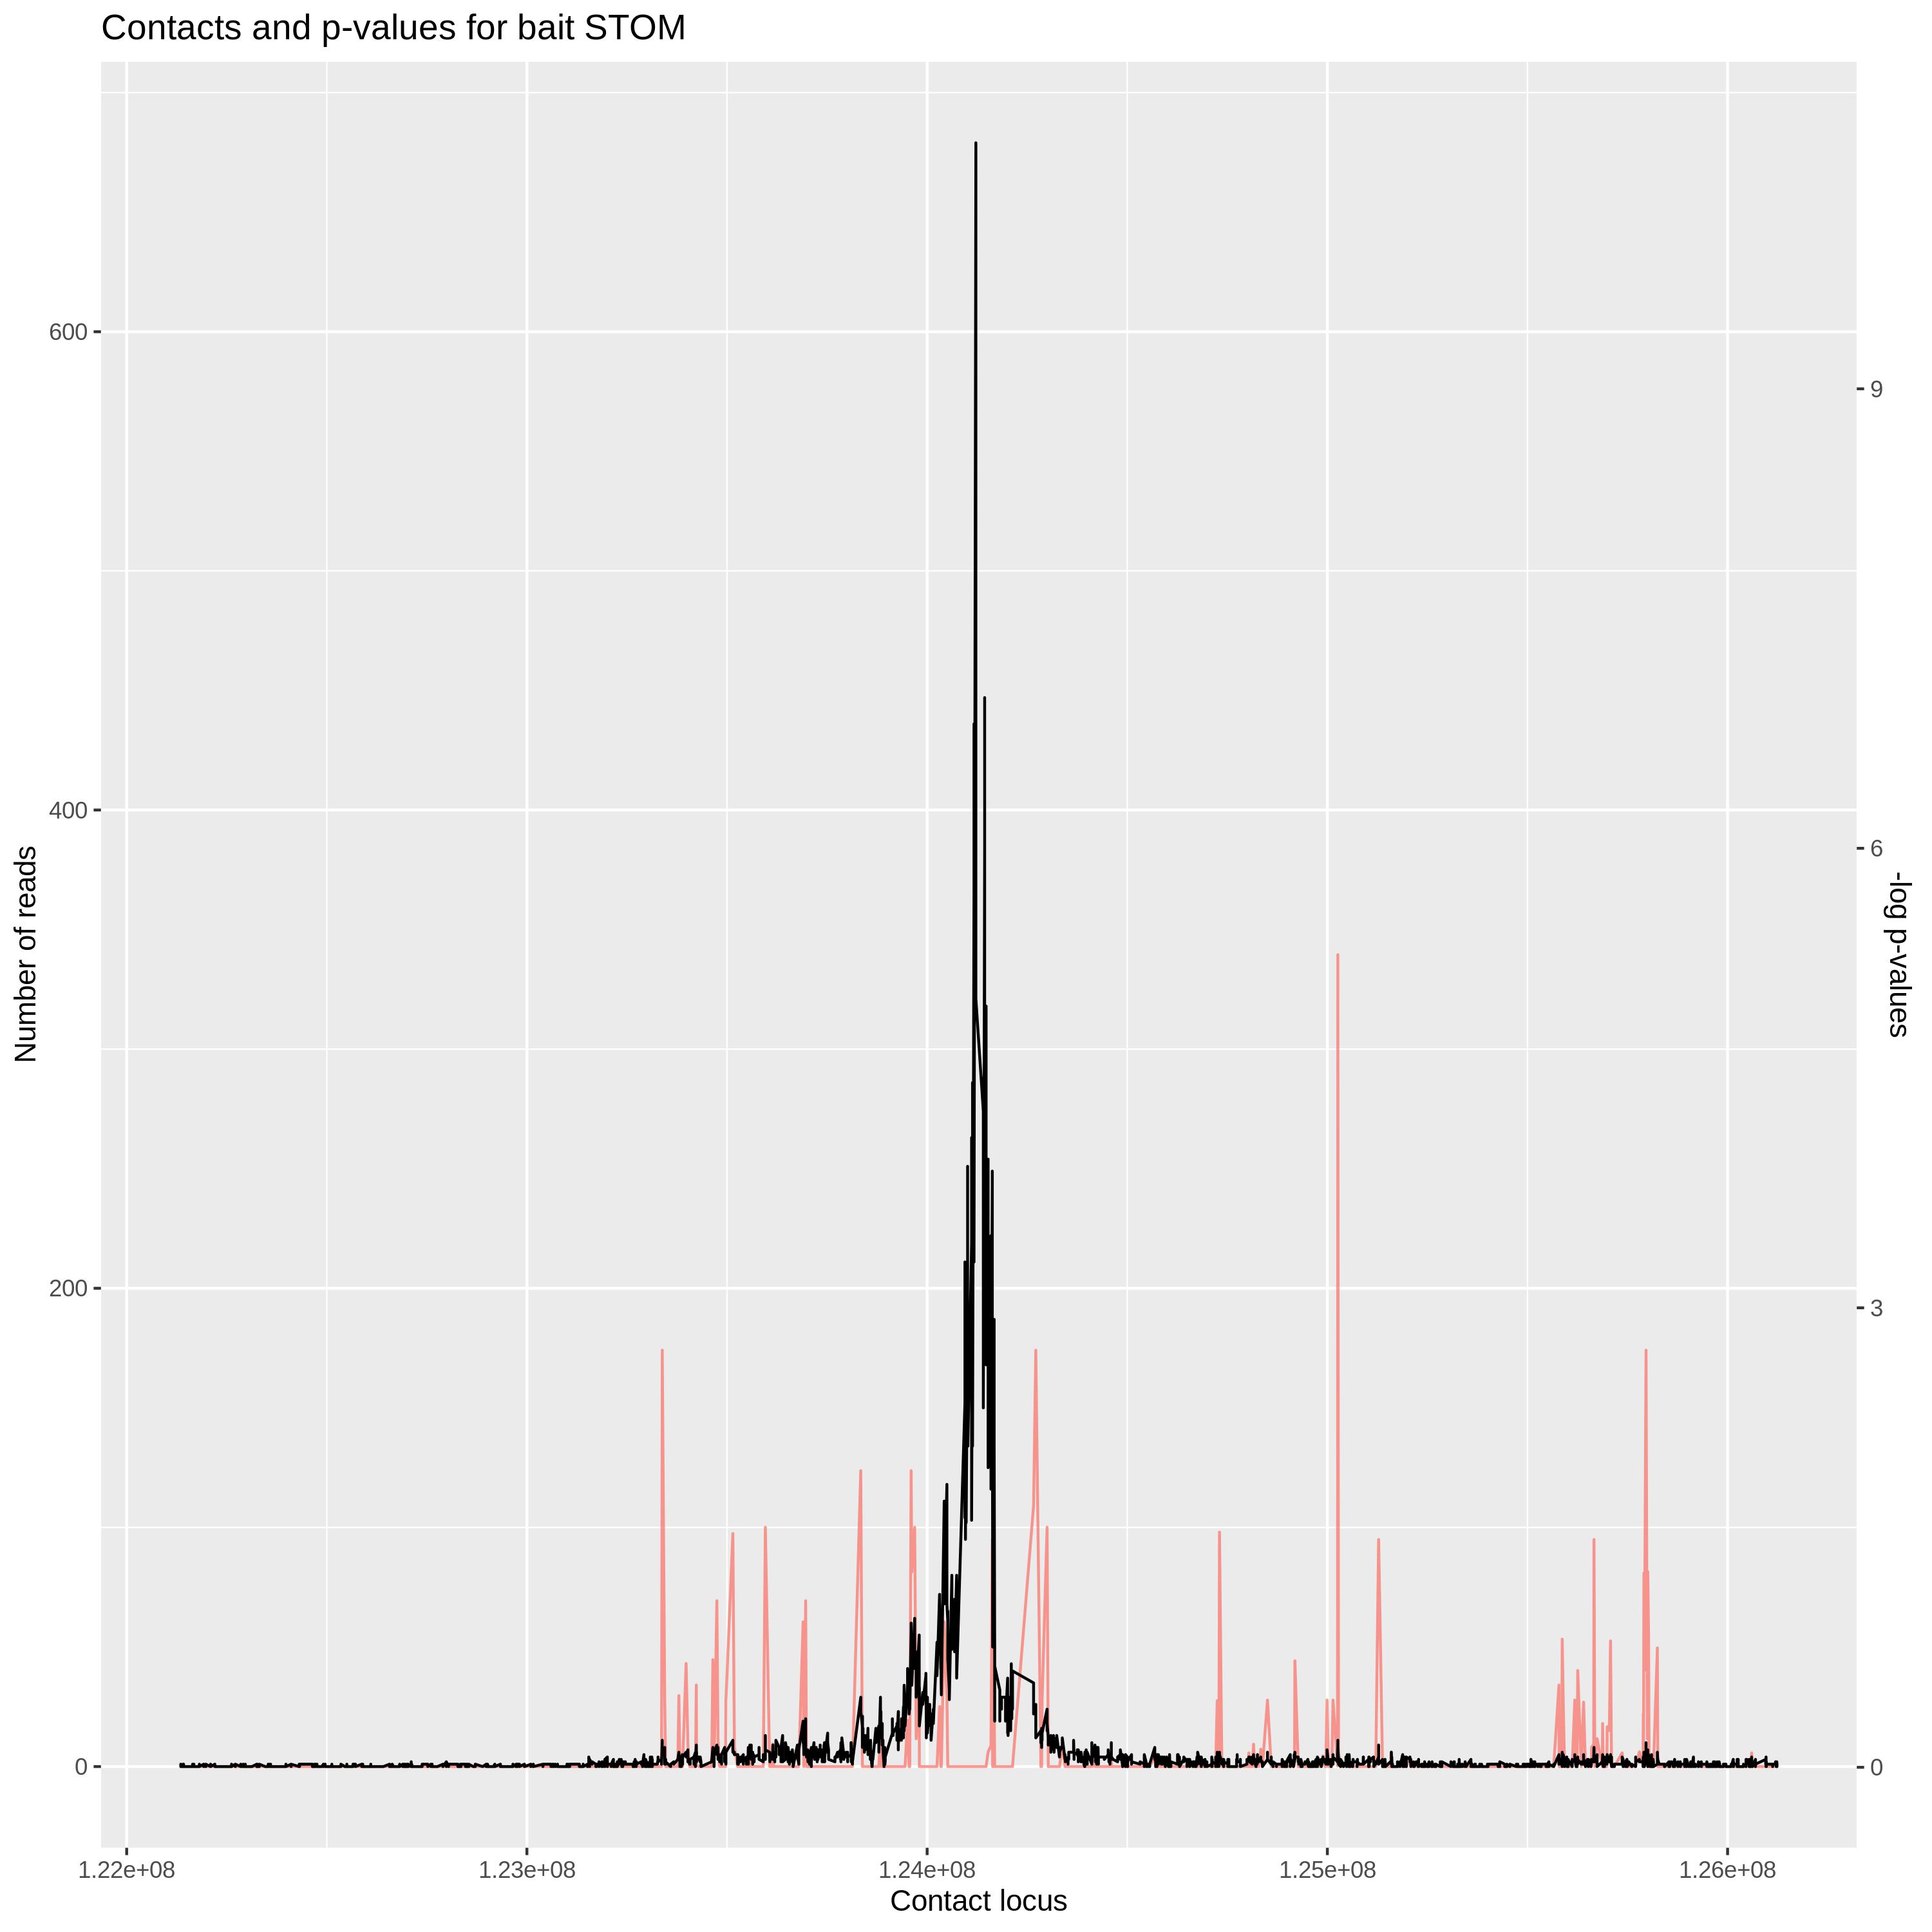 Contacts and p-values for bait STOM
600
400
200
0
9
6
3
0
Number of reads
-log p-values
1.22e+08 1.23e+08 1.24e+08 1.25e+08 1.26e+08
Contact locus